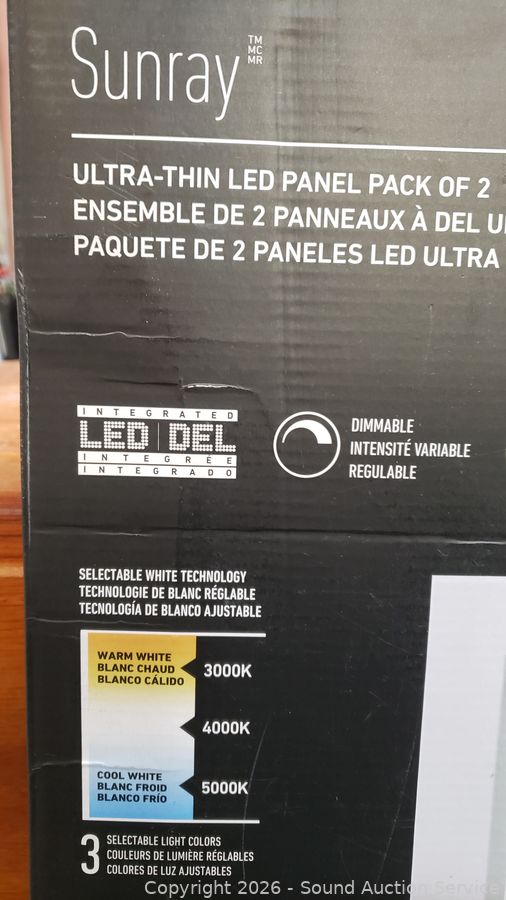 Sunray TM MC MR
ULTRA-THIN LED PANEL PACK OF 2
ENSEMBLE DE 2 PANNEAUX À DEL
PAQUETE DE 2 PANELES LED ULTRA
INTEGRATED
LED | DEL
INTEGREE
INTEGRADO
DIMMABLE
INTENSITÉ VARIABLE
REGULABLE
SELECTABLE WHITE TECHNOLOGY
TECHNOLOGIE DE BLANC RÉGLABLE
TECNOLOGÍA DE BLANCO AJUSTABLE
WARM WHITE
BLANC CHAUD
BLANCO CÁLIDO
3000K
4000K
COOL WHITE
BLANC FROID
BLANCO FRÍO
5000K
3 SELECTABLE LIGHT COLORS
COULEURS DE LUMIÈRE RÉGLABLES
COLORES DE LUZ AJUSTABLES
Copyright 2026 - Sound Auction Service